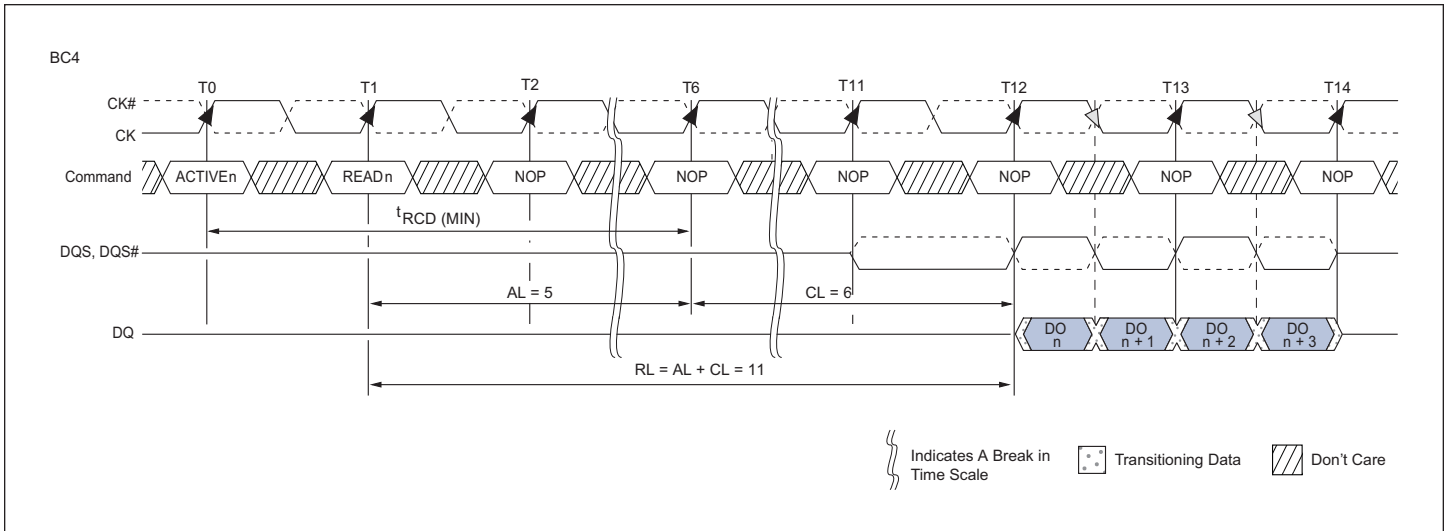 BC4
T0 T1 T2 T6 T11 T12 T13 T14
CK#
CK
Command ACTIVEn READn NOP NOP NOP NOP NOP NOP
tRCD (MIN)
DQS, DQS#
AL = 5 CL = 6
DQ DO n DO n + 1 DO n + 2 DO n + 3
RL = AL + CL = 11
Indicates A Break in
Time Scale
Transitioning Data
Don't Care